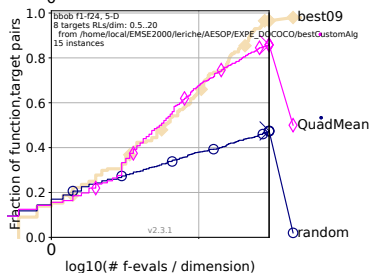 bbob f1-f24, 5-D
8 targets RLs/dim: 0.5..20
from /home/local/EMSE2000/leriche/AESOP/EXPE_DOCOCO/bestCustomAlg
15 instances
1.0
0.8
0.6
0.4
0.2
0.0
Fraction of function,target pairs
best09
QuadMean
random
v2.3.1
0
log10(# f-evals / dimension)